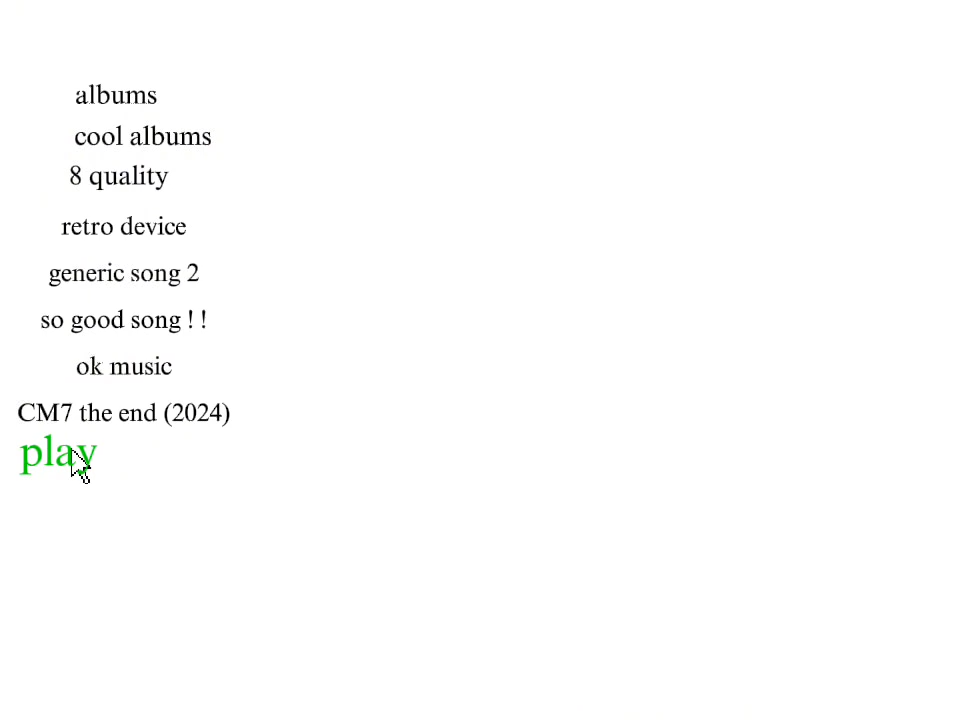 albums
cool albums
8 quality
retro device
generic song 2
so good song ! !
ok music
CM7 the end (2024)
play